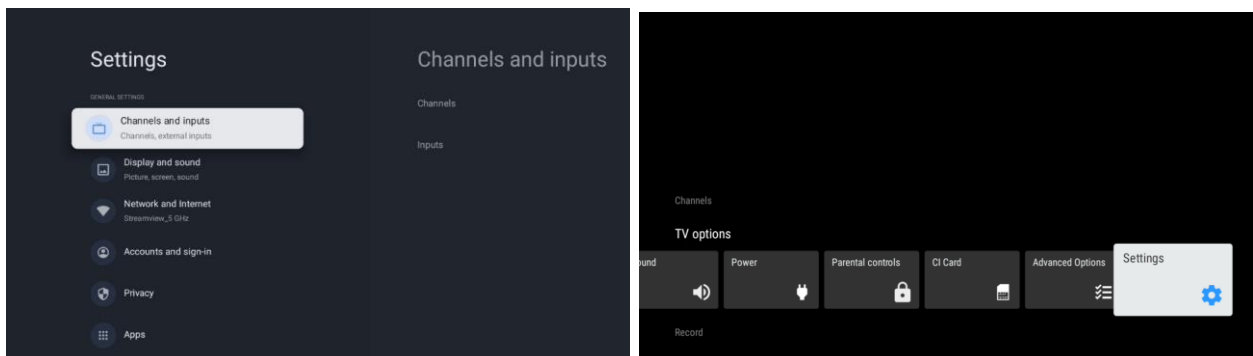 Settings
GENERAL SETTINGS
Channels and inputs
Channels, external inputs
Display and sound
Picture, screen, sound
Network and Internet
Streamview_5 GHz
Accounts and sign-in
Privacy
Apps
Channels and inputs
Channels
Inputs
Channels
TV options
ound
Power
Parental controls
CI Card
Advanced Options
Settings
Record